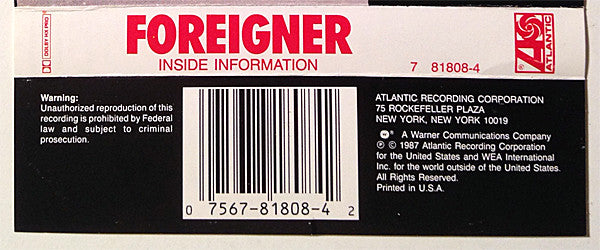 DOLBY HX PRO
FOREIGNER
INSIDE INFORMATION
7 81808-4
ATLANTIC
Warning:
Unauthorized reproduction of this
recording is prohibited by Federal
law and subject to criminal
prosecution.
0 7567-81808-4 2
ATLANTIC RECORDING CORPORATION
75 ROCKEFELLER PLAZA
NEW YORK, NEW YORK 10019
® A Warner Communications Company
℗ © 1987 Atlantic Recording Corporation
for the United States and WEA International
Inc. for the world outside of the United States.
All Rights Reserved.
Printed in U.S.A.